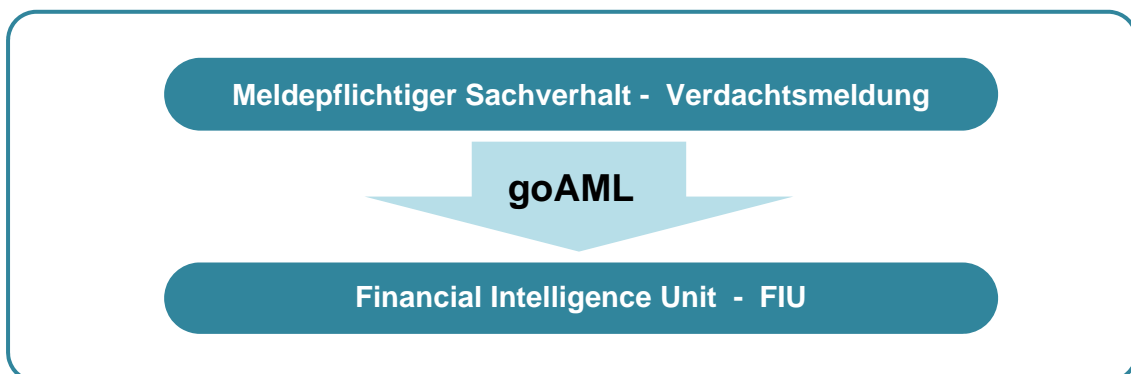 Meldepflichtiger Sachverhalt - Verdachtsmeldung
goAML
Financial Intelligence Unit - FIU